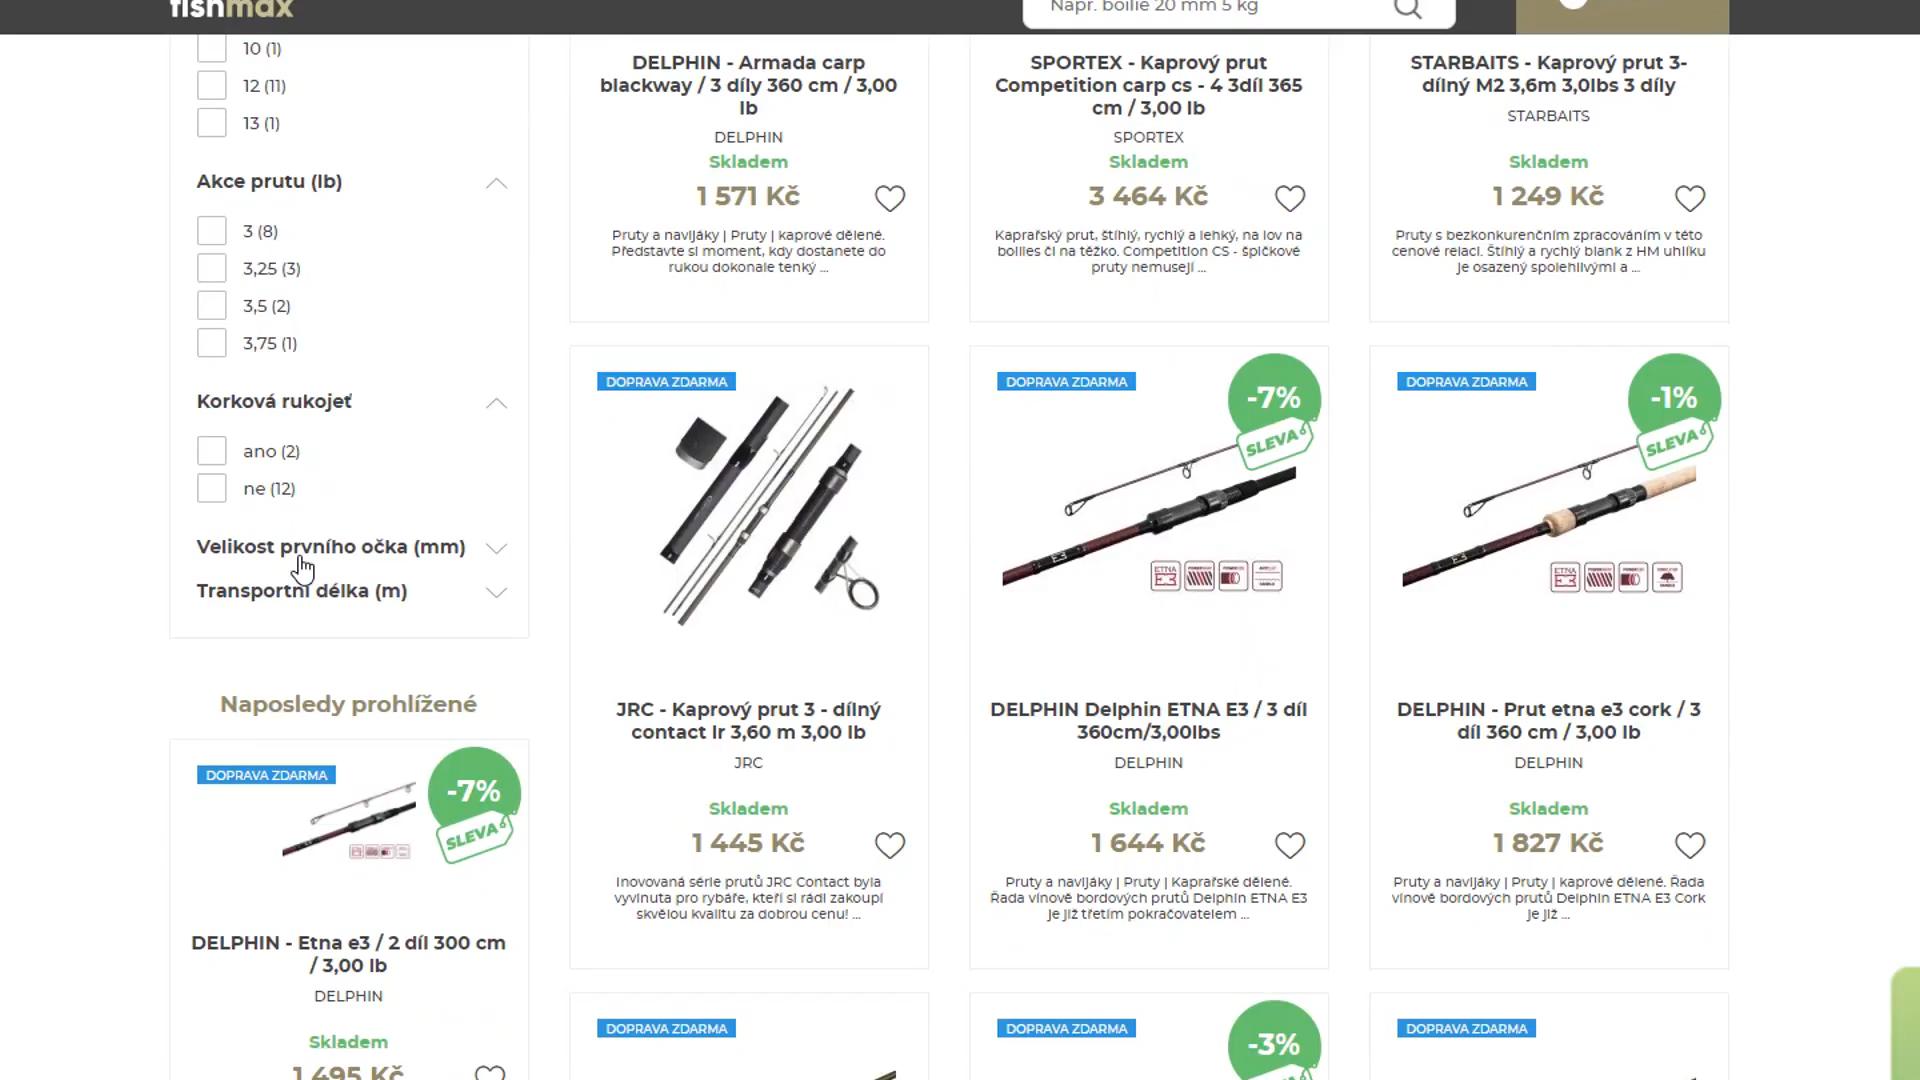 fishmax
Např. boilie 20 mm 5 kg
10 (1)
12 (11)
13 (1)
Akce prutu (lb)
3 (8)
3,25 (3)
3,5 (2)
3,75 (1)
Korková rukojeť
ano (2)
ne (12)
Velikost prvního očka (mm)
Transportní délka (m)
Naposledy prohlížené
DOPRAVA ZDARMA
-7%
SLEVA
DELPHIN - Etna e3 / 2 díl 300 cm
/ 3,00 lb
DELPHIN
Skladem
1 495 Kč
DELPHIN - Armada carp
blackway / 3 díly 360 cm / 3,00
lb
DELPHIN
Skladem
1 571 Kč
Pruty a navijáky | Pruty | kaprové dělené.
Představte si moment, kdy dostanete do
rukou dokonale tenký ...
SPORTEX - Kaprový prut
Competition carp cs - 4 3díl 365
cm / 3,00 lb
SPORTEX
Skladem
3 464 Kč
Kaprařský prut, štíhlý, rychlý a lehký, na lov na
boilies či na těžko. Competition CS - špičkové
pruty nemusejí ...
STARBAITS - Kaprový prut 3-
dílný M2 3,6m 3,0lbs 3 díly
STARBAITS
Skladem
1 249 Kč
Pruty s bezkonkurenčním zpracováním v této
cenové relaci. Štíhlý a rychlý blank z HM uhlíku
je osazený spolehlivými a ...
DOPRAVA ZDARMA
JRC - Kaprový prut 3 - dílný
contact lr 3,60 m 3,00 lb
JRC
Skladem
1 445 Kč
Inovovaná série prutů JRC Contact byla
vyvinuta pro rybáře, kteří si rádi zakoupí
skvělou kvalitu za dobrou cenu! ...
DOPRAVA ZDARMA
-7%
SLEVA
E3
ETNA
E3
DELPHIN Delphin ETNA E3 / 3 díl
360cm/3,00lbs
DELPHIN
Skladem
1 644 Kč
Pruty a navijáky | Pruty | Kaprařské dělené.
Řada vínově bordových prutů Delphin ETNA E3
je již třetím pokračovatelem ...
DOPRAVA ZDARMA
-1%
SLEVA
E3
ETNA
E3
DELPHIN - Prut etna e3 cork / 3
díl 360 cm / 3,00 lb
DELPHIN
Skladem
1 827 Kč
Pruty a navijáky | Pruty | kaprové dělené. Řada
vínově bordových prutů Delphin ETNA E3 Cork
je již ...
DOPRAVA ZDARMA
DOPRAVA ZDARMA
-3%
DOPRAVA ZDARMA